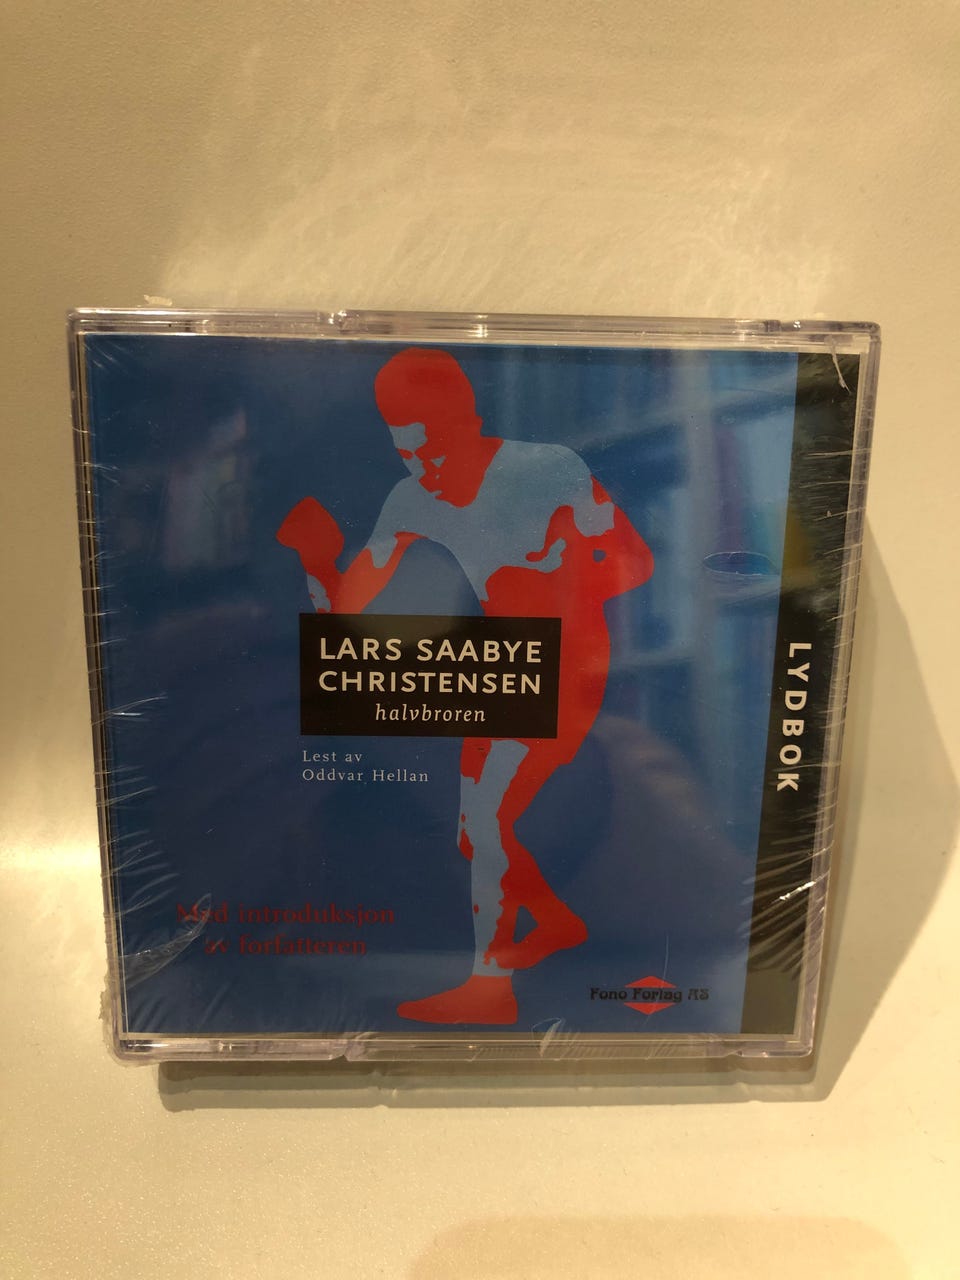 LARS SAABYE
CHRISTENSEN
halvbroren
Lest av
Oddvar Hellan
Med introduksjon
av forfatteren
Fono Forlag AS
LYDBOK